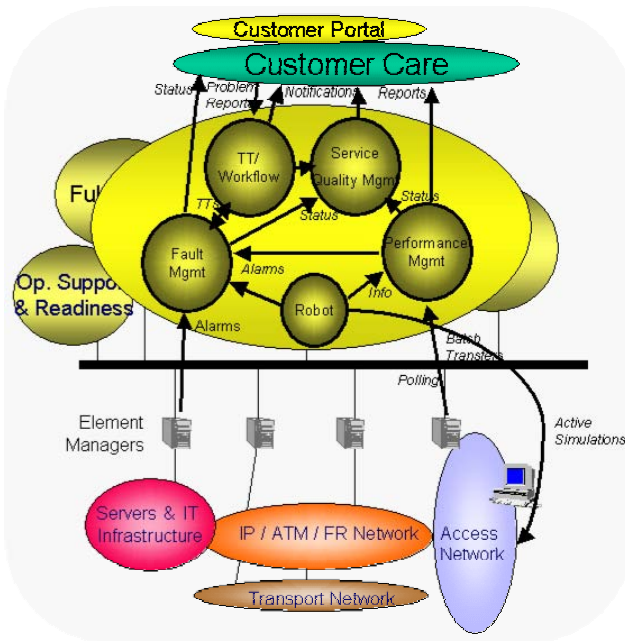 Customer Portal
Customer Care
Status
Problem
Reports
Notifications
Reports
TT/
Workflow
Service
Quality Mgmt
Ful
TTs
Status
Status
Fault
Mgmt
Alarms
Performance
Mgmt
Op. Suppo
& Readiness
Robot
Info
Alarms
Batch
Transfers
Polling
Element
Managers
Active
Simulations
Servers & IT
Infrastructure
IP / ATM / FR Network
Access
Network
Transport Network